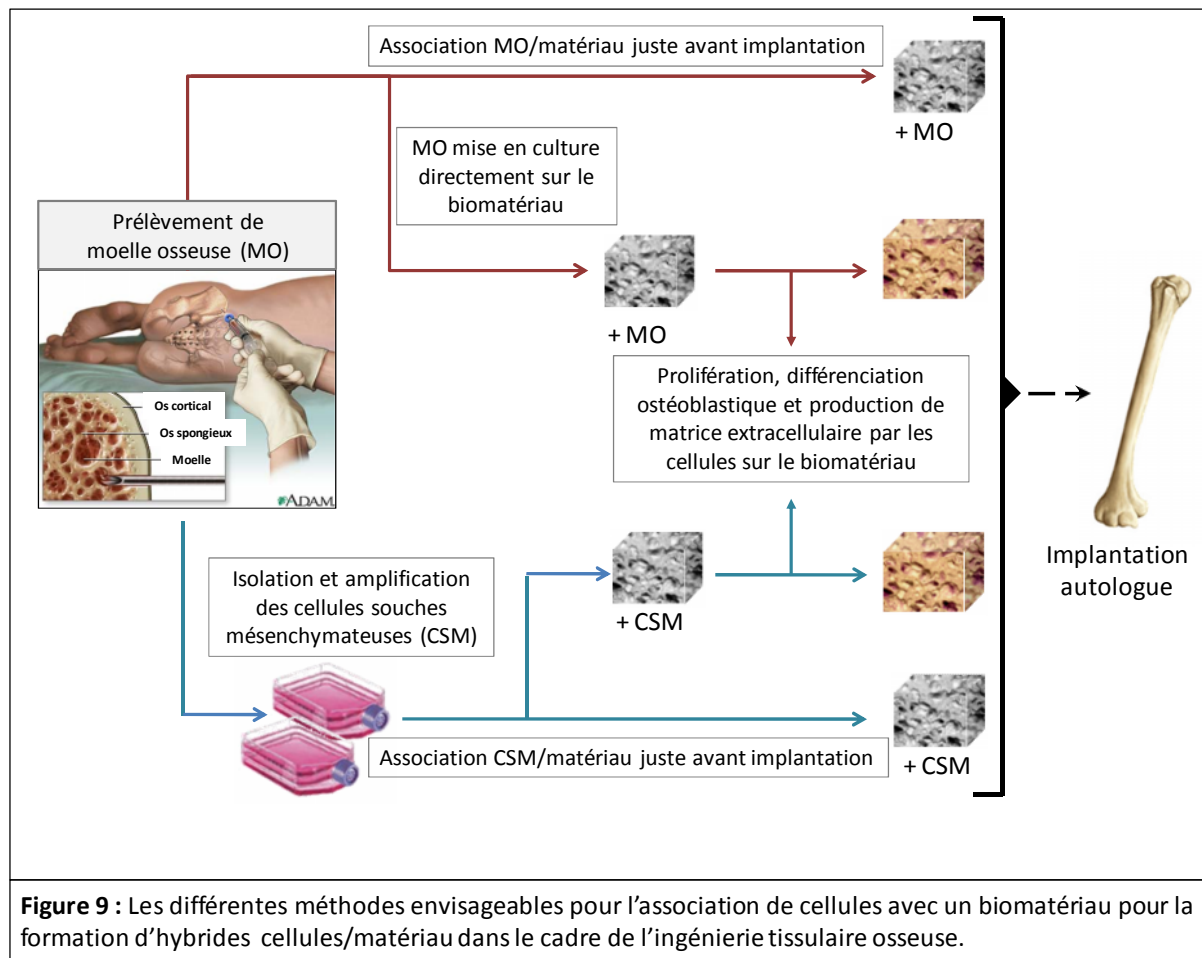 Association MO/matériau juste avant implantation
+ MO
MO mise en culture
directement sur le
biomatériau
Prélèvement de
moelle osseuse (MO)
Os cortical
Os spongieux
Moelle
ADAM
+ MO
Prolifération, différenciation
ostéoblastique et production de
matrice extracellulaire par les
cellules sur le biomatériau
Implantation
autologue
Isolation et amplification
des cellules souches
mésenchymateuses (CSM)
+ CSM
Association CSM/matériau juste avant implantation
+ CSM
Figure 9 : Les différentes méthodes envisageables pour l’association de cellules avec un biomatériau pour la
formation d’hybrides cellules/matériau dans le cadre de l’ingénierie tissulaire osseuse.